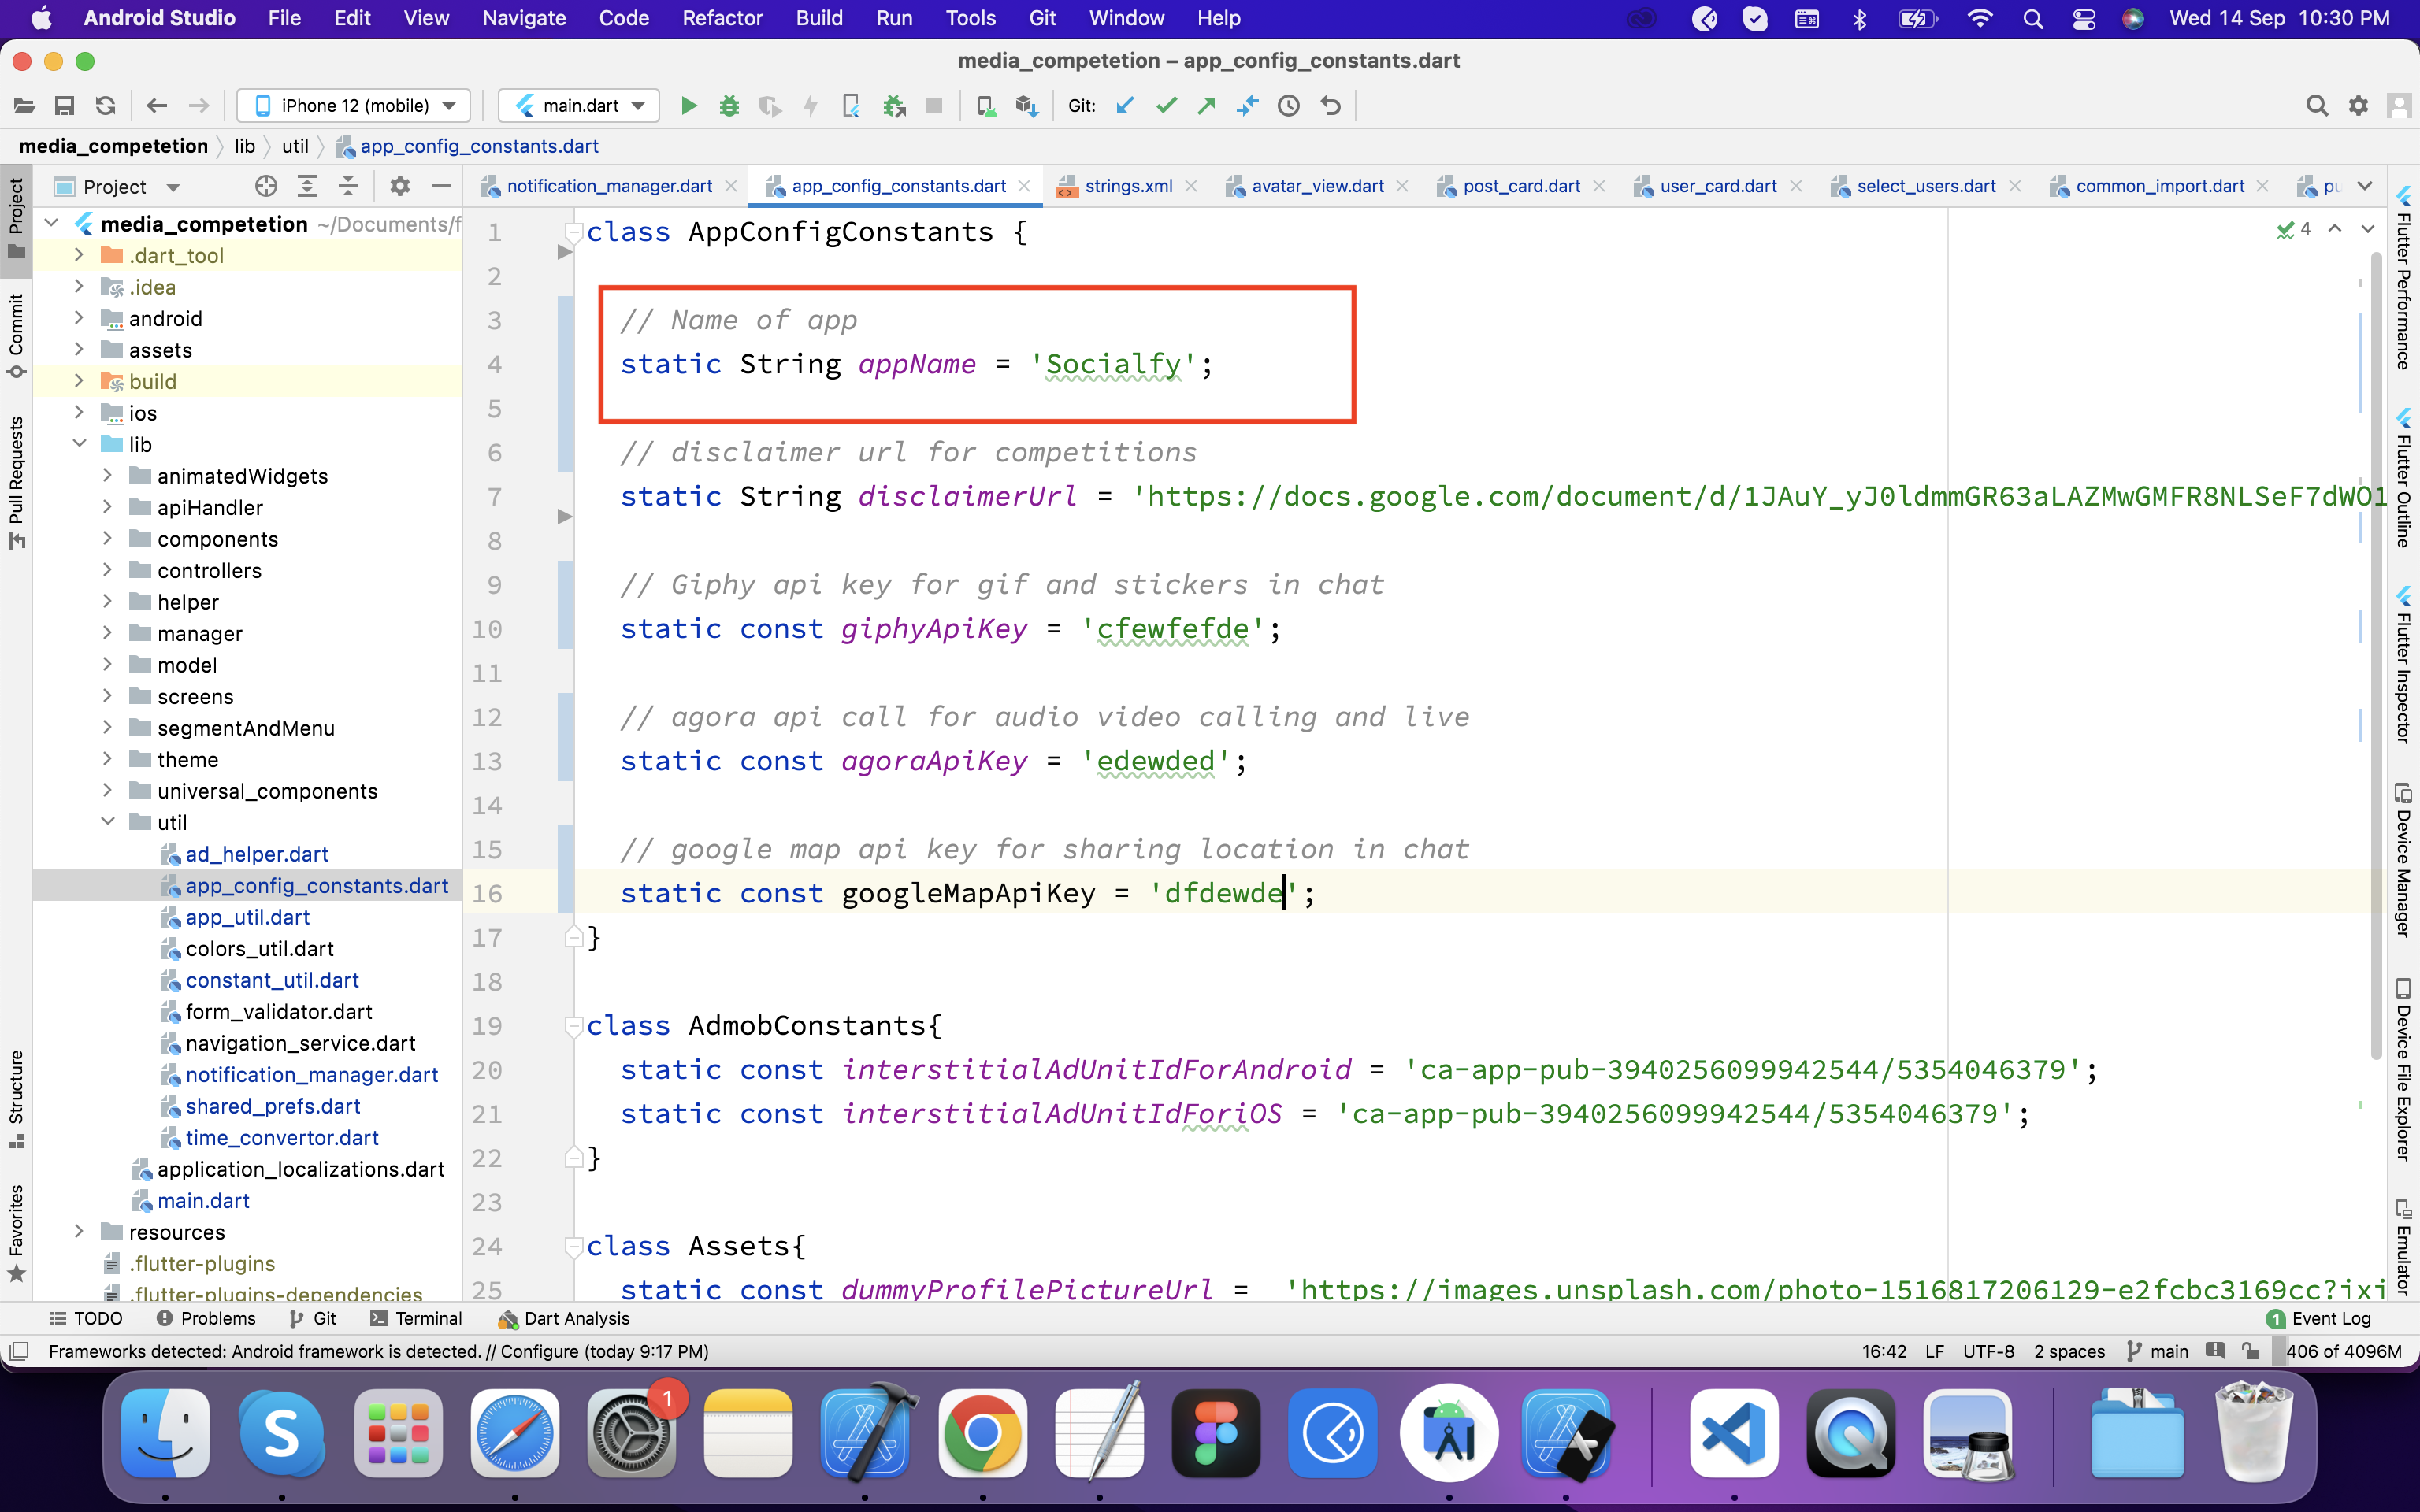 Android Studio File Edit View Navigate Code Refactor Build Run Tools Git Window Help Wed 14 Sep 10:30 PM
media_competetion – app_config_constants.dart
iPhone 12 (mobile) main.dart Git:
media_competetion lib util app_config_constants.dart
Project notification_manager.dart app_config_constants.dart strings.xml avatar_view.dart post_card.dart user_card.dart select_users.dart common_import.dart pu
Project
Commit
Pull Requests
Structure
Favorites
media_competetion ~/Documents/f
.dart_tool
.idea
android
assets
build
ios
lib
animatedWidgets
apiHandler
components
controllers
helper
manager
model
screens
segmentAndMenu
theme
universal_components
util
ad_helper.dart
app_config_constants.dart
app_util.dart
colors_util.dart
constant_util.dart
form_validator.dart
navigation_service.dart
notification_manager.dart
shared_prefs.dart
time_convertor.dart
application_localizations.dart
main.dart
resources
.flutter-plugins
.flutter-plugins-dependencies
1 class AppConfigConstants {
2
3 // Name of app
4 static String appName = 'Socialfy';
5
6 // disclaimer url for competitions
7 static String disclaimerUrl = 'https://docs.google.com/document/d/1JAuY_yJ0ldmmGR63aLAZMwGMFR8NLSeF7dWO1
8
9 // Giphy api key for gif and stickers in chat
10 static const giphyApiKey = 'cfewfefde';
11
12 // agora api call for audio video calling and live
13 static const agoraApiKey = 'edewded';
14
15 // google map api key for sharing location in chat
16 static const googleMapApiKey = 'dfdewde';
17 }
18
19 class AdmobConstants{
20 static const interstitialAdUnitIdForAndroid = 'ca-app-pub-3940256099942544/5354046379';
21 static const interstitialAdUnitIdForiOS = 'ca-app-pub-3940256099942544/5354046379';
22 }
23
24 class Assets{
25 static const dummyProfilePictureUrl = 'https://images.unsplash.com/photo-1516817206129-e2fcbc3169cc?ixi
4
Flutter Performance
Flutter Outline
Flutter Inspector
Device Manager
Device File Explorer
Emulator
TODO Problems Git Terminal Dart Analysis 1 Event Log
Frameworks detected: Android framework is detected. // Configure (today 9:17 PM) 16:42 LF UTF-8 2 spaces main 406 of 4096M
S 1